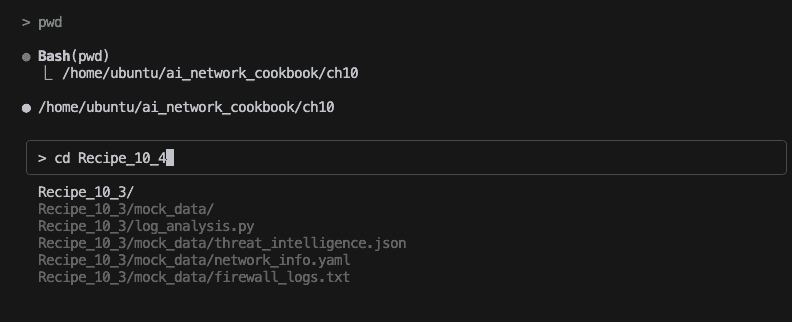 > pwd
● Bash(pwd)
⎿ /home/ubuntu/ai_network_cookbook/ch10
● /home/ubuntu/ai_network_cookbook/ch10
> cd Recipe_10_4
Recipe_10_3/
Recipe_10_3/mock_data/
Recipe_10_3/log_analysis.py
Recipe_10_3/mock_data/threat_intelligence.json
Recipe_10_3/mock_data/network_info.yaml
Recipe_10_3/mock_data/firewall_logs.txt